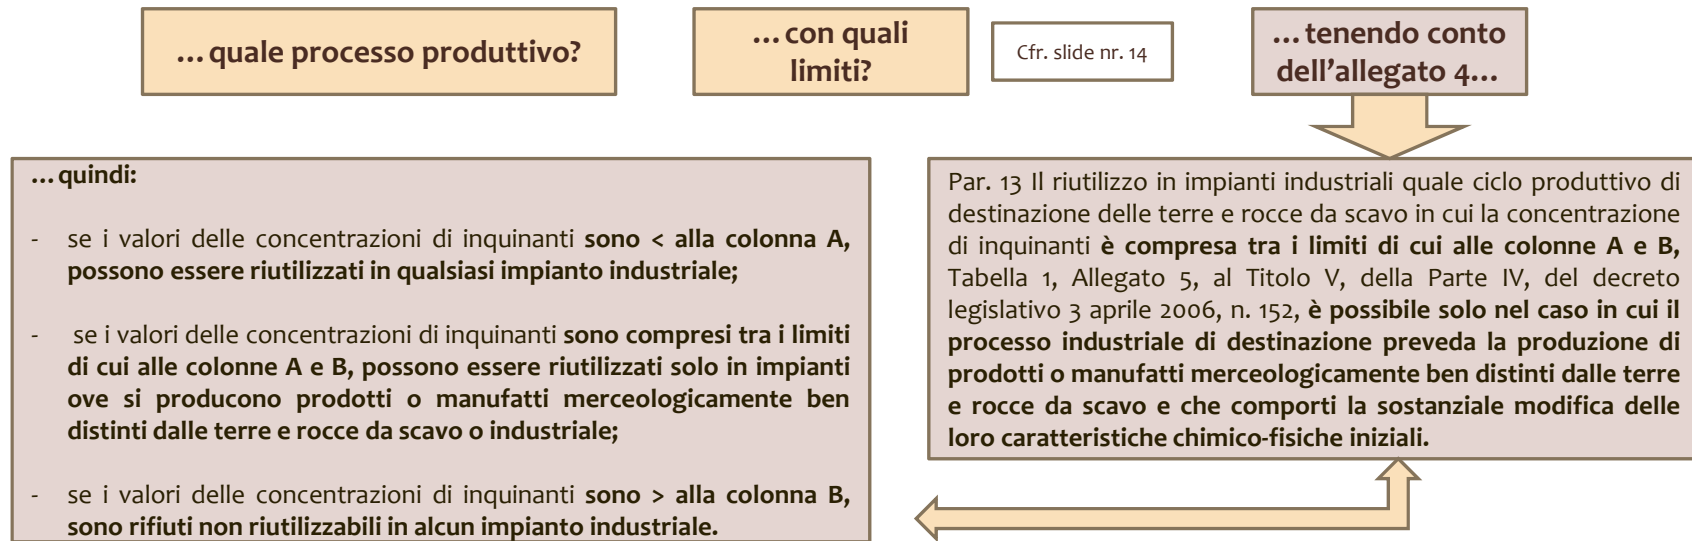 …quale processo produttivo?
…con quali
limiti?
Cfr. slide nr. 14
…tenendo conto
dell'allegato 4…
…quindi:
- se i valori delle concentrazioni di inquinanti sono < alla colonna A,
possono essere riutilizzati in qualsiasi impianto industriale;
- se i valori delle concentrazioni di inquinanti sono compresi tra i limiti
di cui alle colonne A e B, possono essere riutilizzati solo in impianti
ove si producono prodotti o manufatti merceologicamente ben
distinti dalle terre e rocce da scavo o industriale;
- se i valori delle concentrazioni di inquinanti sono > alla colonna B,
sono rifiuti non riutilizzabili in alcun impianto industriale.
Par. 13 Il riutilizzo in impianti industriali quale ciclo produttivo di
destinazione delle terre e rocce da scavo in cui la concentrazione
di inquinanti è compresa tra i limiti di cui alle colonne A e B,
Tabella 1, Allegato 5, al Titolo V, della Parte IV, del decreto
legislativo 3 aprile 2006, n. 152, è possibile solo nel caso in cui il
processo industriale di destinazione preveda la produzione di
prodotti o manufatti merceologicamente ben distinti dalle terre
e rocce da scavo e che comporti la sostanziale modifica delle
loro caratteristiche chimico-fisiche iniziali.